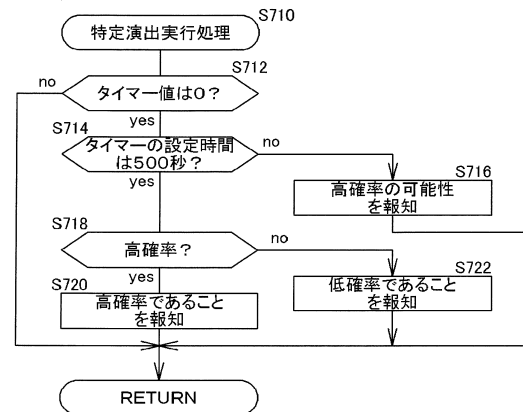 S710
特定演出実行処理
S712
no
タイマー値は0？
S714
yes
タイマーの設定時間
は500秒？
no
S716
yes
高確率の可能性
を報知
S718
高確率？
no
S722
yes
S720
高確率であること
を報知
低確率であること
を報知
RETURN